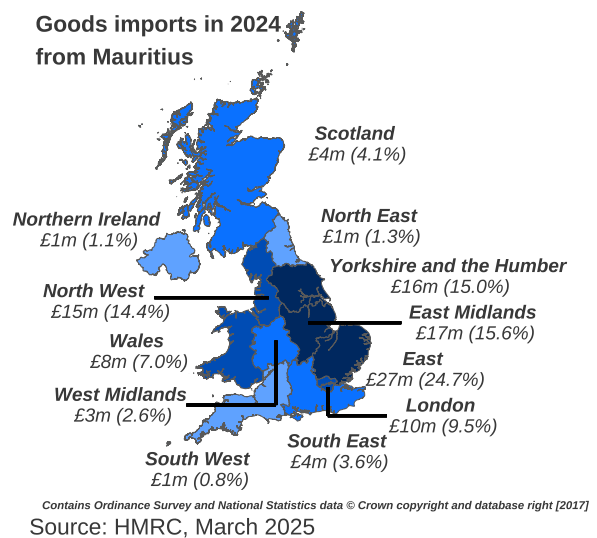 Goods imports in 2024
from Mauritius
Scotland
£4m (4.1%)
Northern Ireland
£1m (1.1%)
North East
£1m (1.3%)
Yorkshire and the Humber
£16m (15.0%)
North West
£15m (14.4%)
East Midlands
£17m (15.6%)
Wales
£8m (7.0%)
East
£27m (24.7%)
West Midlands
£3m (2.6%)
London
£10m (9.5%)
South East
£4m (3.6%)
South West
£1m (0.8%)
Contains Ordinance Survey and National Statistics data © Crown copyright and database right [2017]
Source: HMRC, March 2025